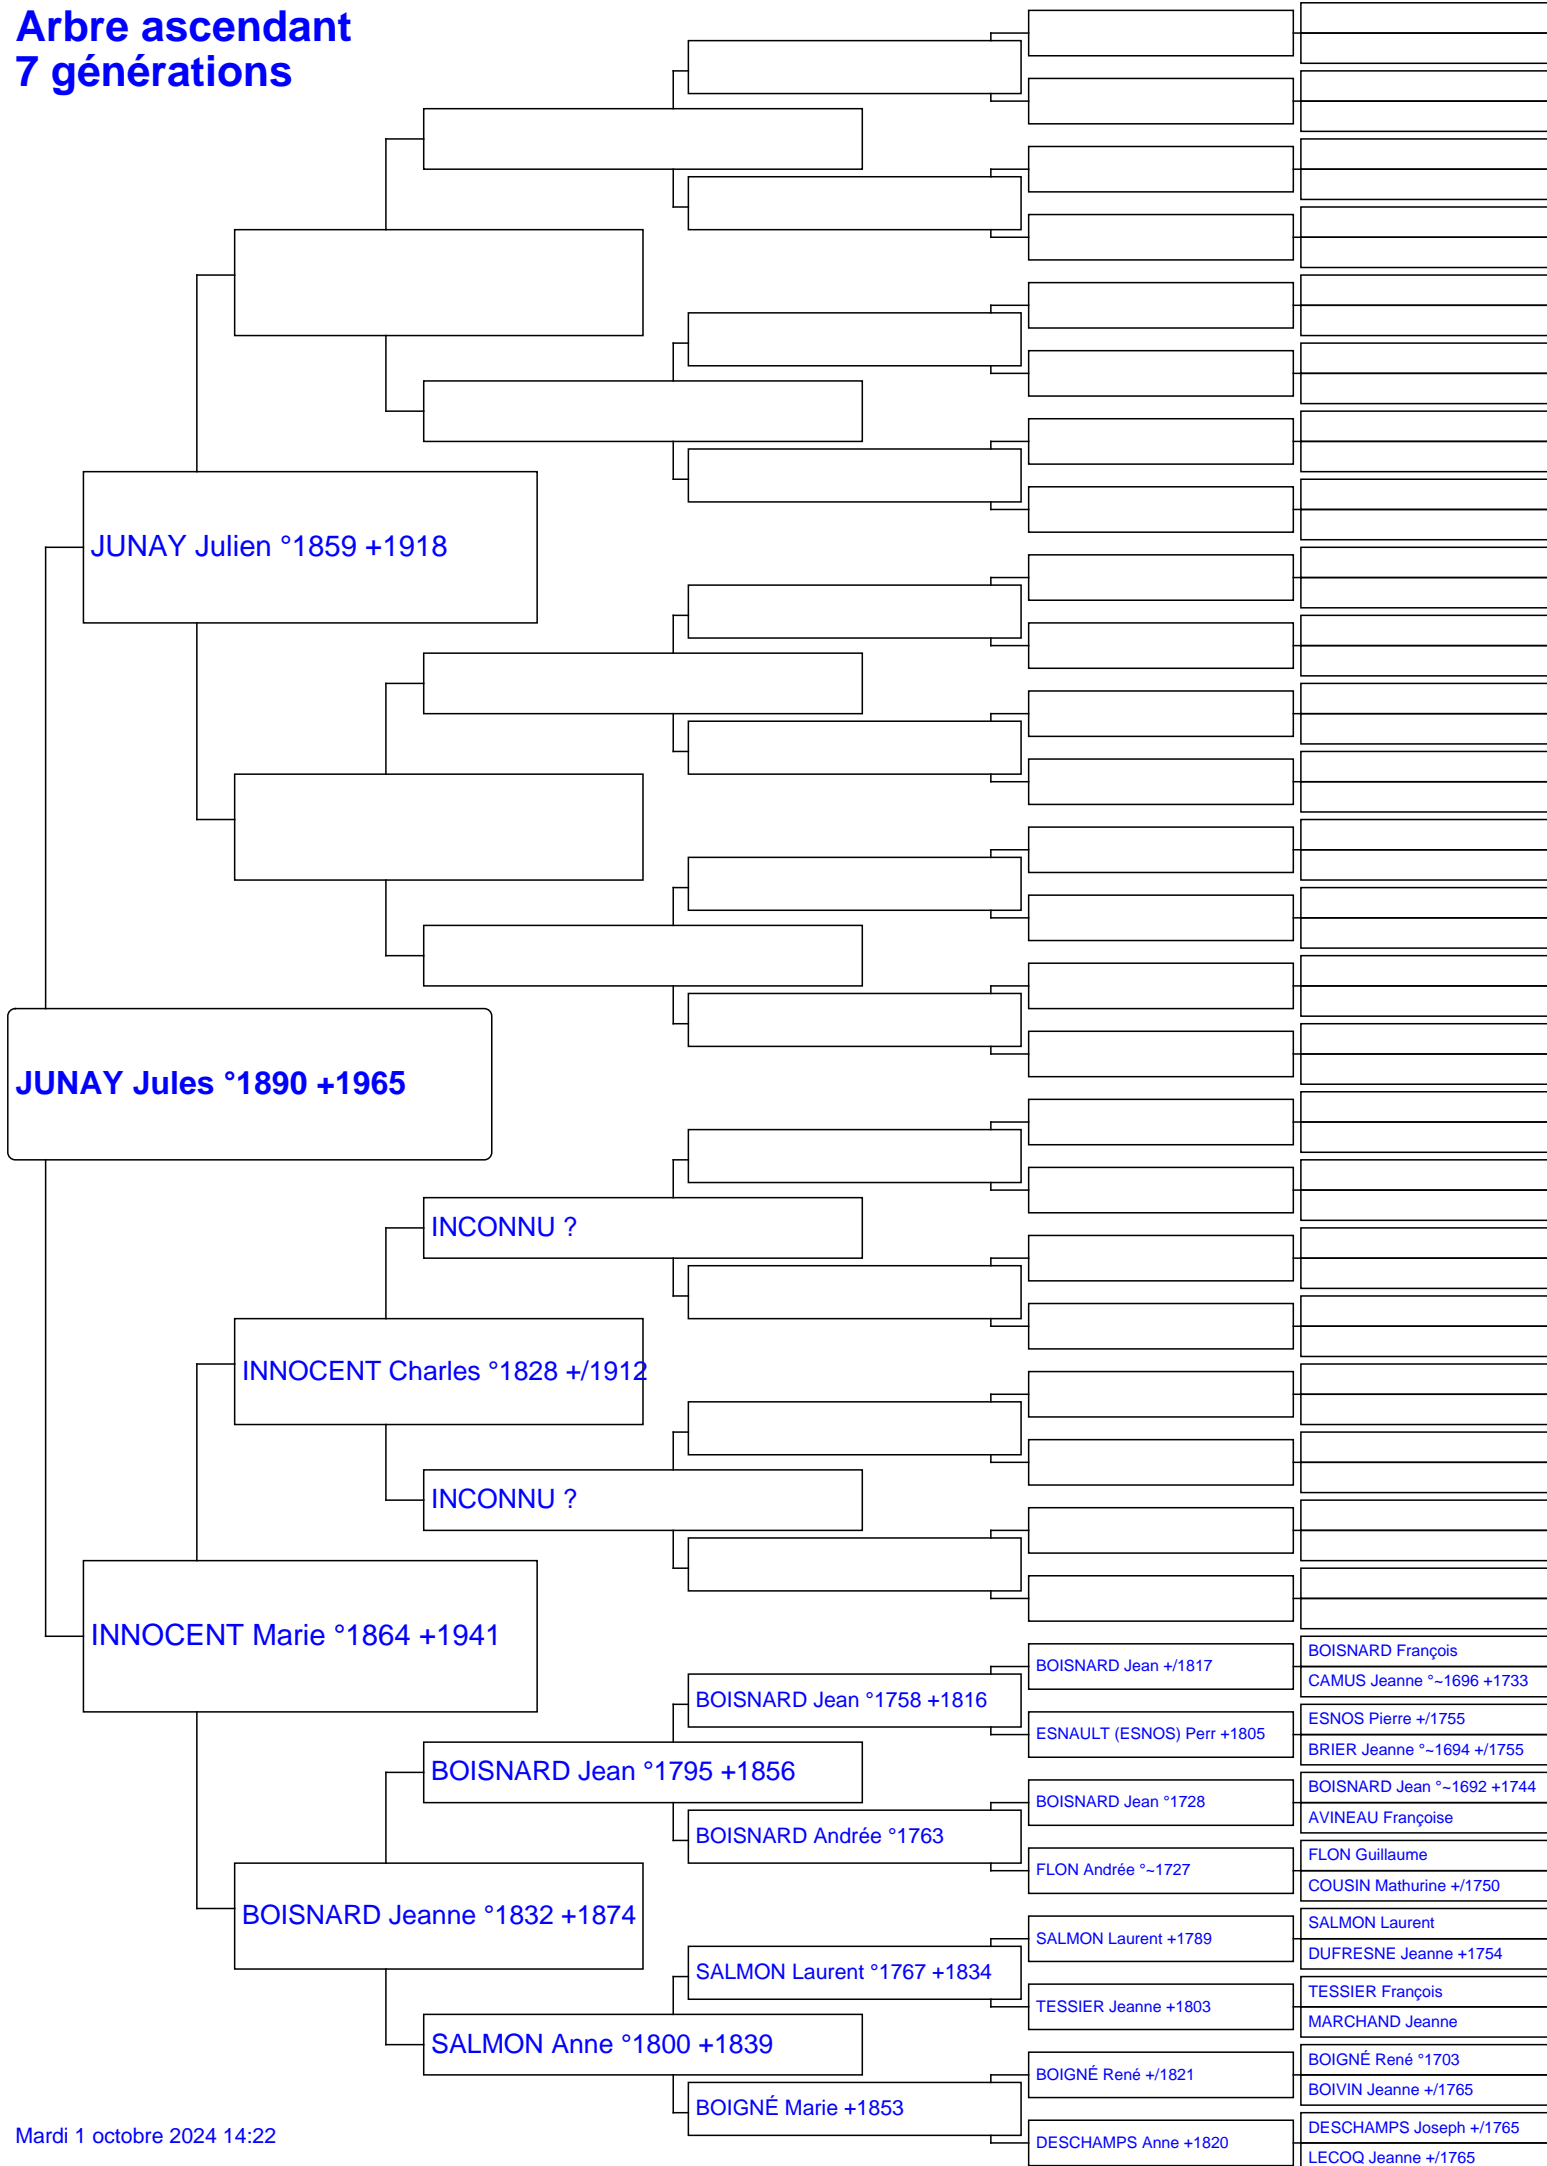 Arbre ascendant
7 générations
JUNAY Julien °1859 +1918
JUNAY Jules °1890 +1965
INCONNU ?
INNOCENT Charles °1828 +/1912
INCONNU ?
INNOCENT Marie °1864 +1941
BOISNARD François
BOISNARD Jean +/1817
CAMUS Jeanne °~1696 +1733
BOISNARD Jean °1758 +1816
ESNOS Pierre +/1755
ESNAULT (ESNOS) Perr +1805
BRIER Jeanne °~1694 +/1755
BOISNARD Jean °1795 +1856
BOISNARD Jean °~1692 +1744
BOISNARD Jean °1728
AVINEAU Françoise
BOISNARD Andrée °1763
FLON Guillaume
FLON Andrée °~1727
COUSIN Mathurine +/1750
BOISNARD Jeanne °1832 +1874
SALMON Laurent
SALMON Laurent +1789
DUFRESNE Jeanne +1754
SALMON Laurent °1767 +1834
TESSIER François
TESSIER Jeanne +1803
MARCHAND Jeanne
SALMON Anne °1800 +1839
BOIGNÉ René °1703
BOIGNÉ René +/1821
BOIVIN Jeanne +/1765
BOIGNÉ Marie +1853
DESCHAMPS Joseph +/1765
DESCHAMPS Anne +1820
LECOQ Jeanne +/1765
Mardi 1 octobre 2024 14:22